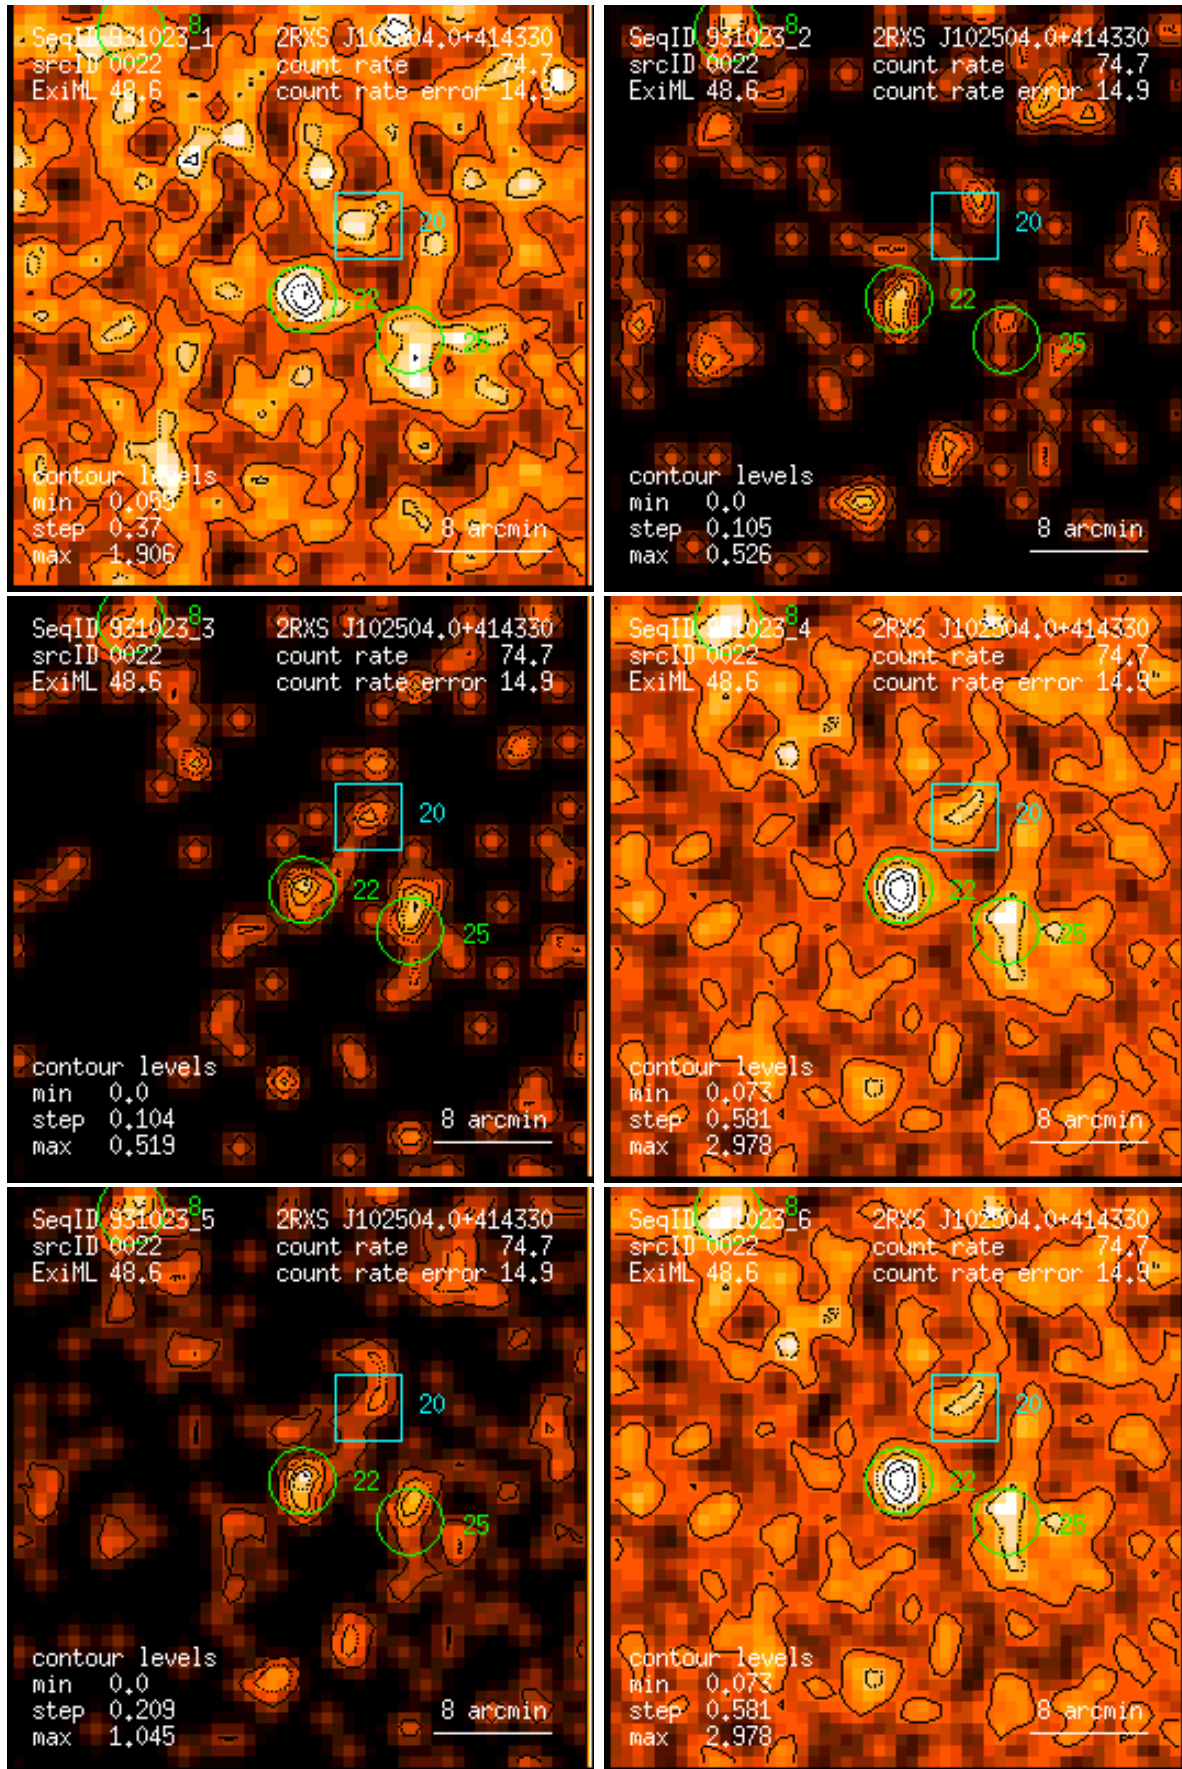 8
SeqID 931023_1 2RXS J102504.0+414330
srcID 0022 count rate 74.7
ExiML 48.6 count rate error 14.9
20
22
25
contour levels
min 0.055
step 0.37
max 1.906
8 arcmin
8
SeqID 931023_2 2RXS J102504.0+414330
srcID 0022 count rate 74.7
ExiML 48.6 count rate error 14.9
20
22
25
contour levels
min 0.0
step 0.105
max 0.526
8 arcmin
8
SeqID 931023_3 2RXS J102504.0+414330
srcID 0022 count rate 74.7
ExiML 48.6 count rate error 14.9
20
22
25
contour levels
min 0.0
step 0.104
max 0.519
8 arcmin
8
SeqID 931023_4 2RXS J102504.0+414330
srcID 0022 count rate 74.7
ExiML 48.6 count rate error 14.9
20
22
25
contour levels
min 0.073
step 0.581
max 2.978
8 arcmin
8
SeqID 931023_5 2RXS J102504.0+414330
srcID 0022 count rate 74.7
ExiML 48.6 count rate error 14.9
20
22
25
contour levels
min 0.0
step 0.209
max 1.045
8 arcmin
8
SeqID 931023_6 2RXS J102504.0+414330
srcID 0022 count rate 74.7
ExiML 48.6 count rate error 14.9
20
22
25
contour levels
min 0.073
step 0.581
max 2.978
8 arcmin